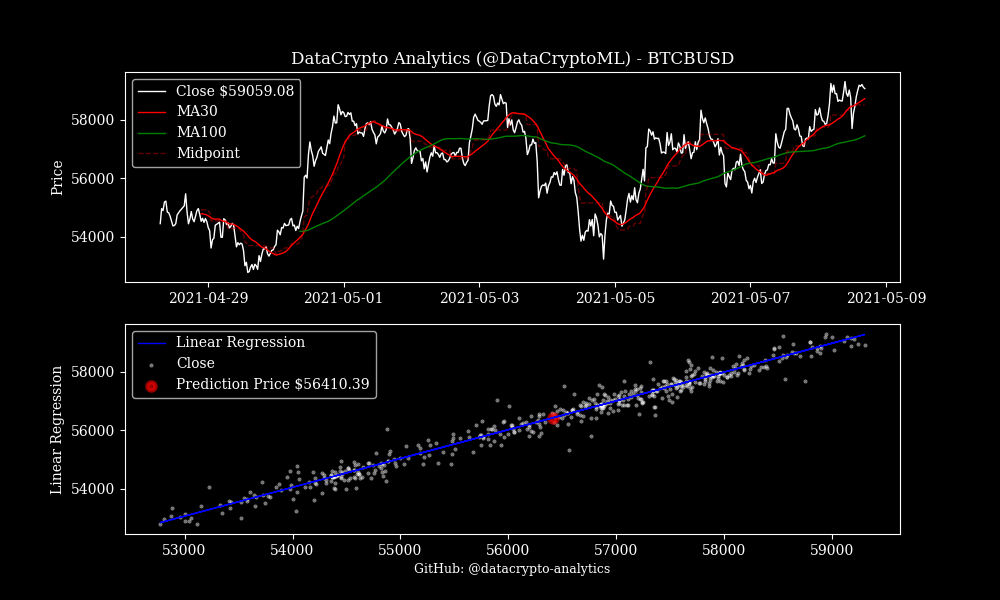 DataCrypto Analytics (@DataCryptoML) - BTCBUSD
Close $59059.08
MA30
MA100
Midpoint
Price
58000
56000
54000
2021-04-29 2021-05-01 2021-05-03 2021-05-05 2021-05-07 2021-05-09
Linear Regression
Close
Prediction Price $56410.39
Linear Regression
58000
56000
54000
53000 54000 55000 56000 57000 58000 59000
GitHub: @datacrypto-analytics